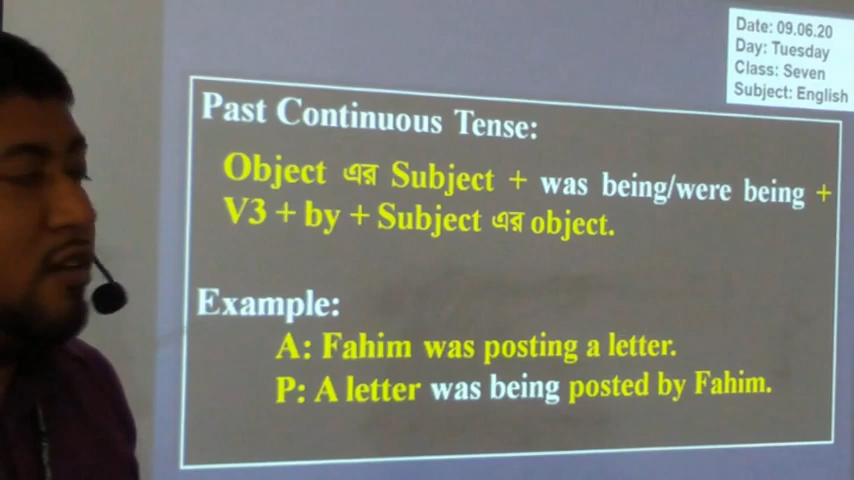 Date: 09.06.20
Day: Tuesday
Class: Seven
Subject: English
Past Continuous Tense:
Object এর Subject + was being/were being +
V3 + by + Subject এর object.
Example:
A: Fahim was posting a letter.
P: A letter was being posted by Fahim.